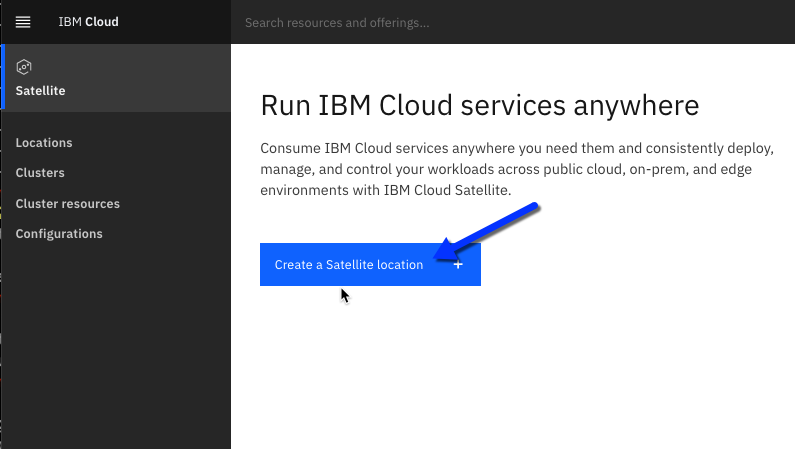 IBM Cloud
Search resources and offerings...
Satellite
Locations
Clusters
Cluster resources
Configurations
Run IBM Cloud services anywhere
Consume IBM Cloud services anywhere you need them and consistently deploy,
manage, and control your workloads across public cloud, on-prem, and edge
environments with IBM Cloud Satellite.
Create a Satellite location +